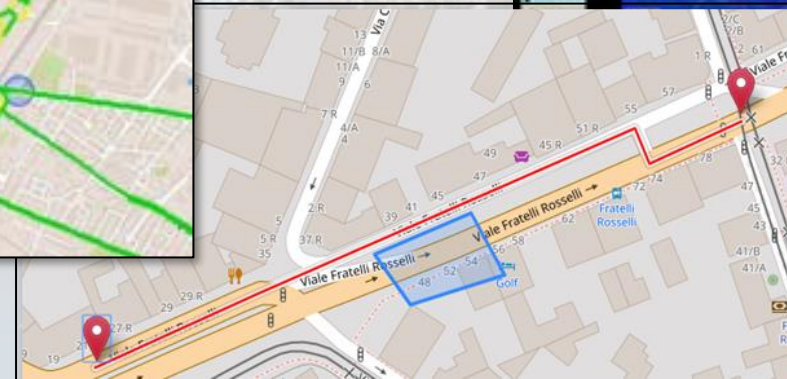 Via C
13
11/B 8/A
11/A
9
6
7 R
4/A
4
2 R
5
5 R
37 R
35
39
41
45
47
49
45 R
51 R
55
57
1 R
2/C
2/B
2
61
Viale Fr
Viale Fratelli Rosselli
Viale Fratelli Rosselli
48
52
54
56
58
62
72
74
78
Golf
Fratelli
Rosselli
32
47
45
43
41/B
41/A
29
29 R
27 R
19